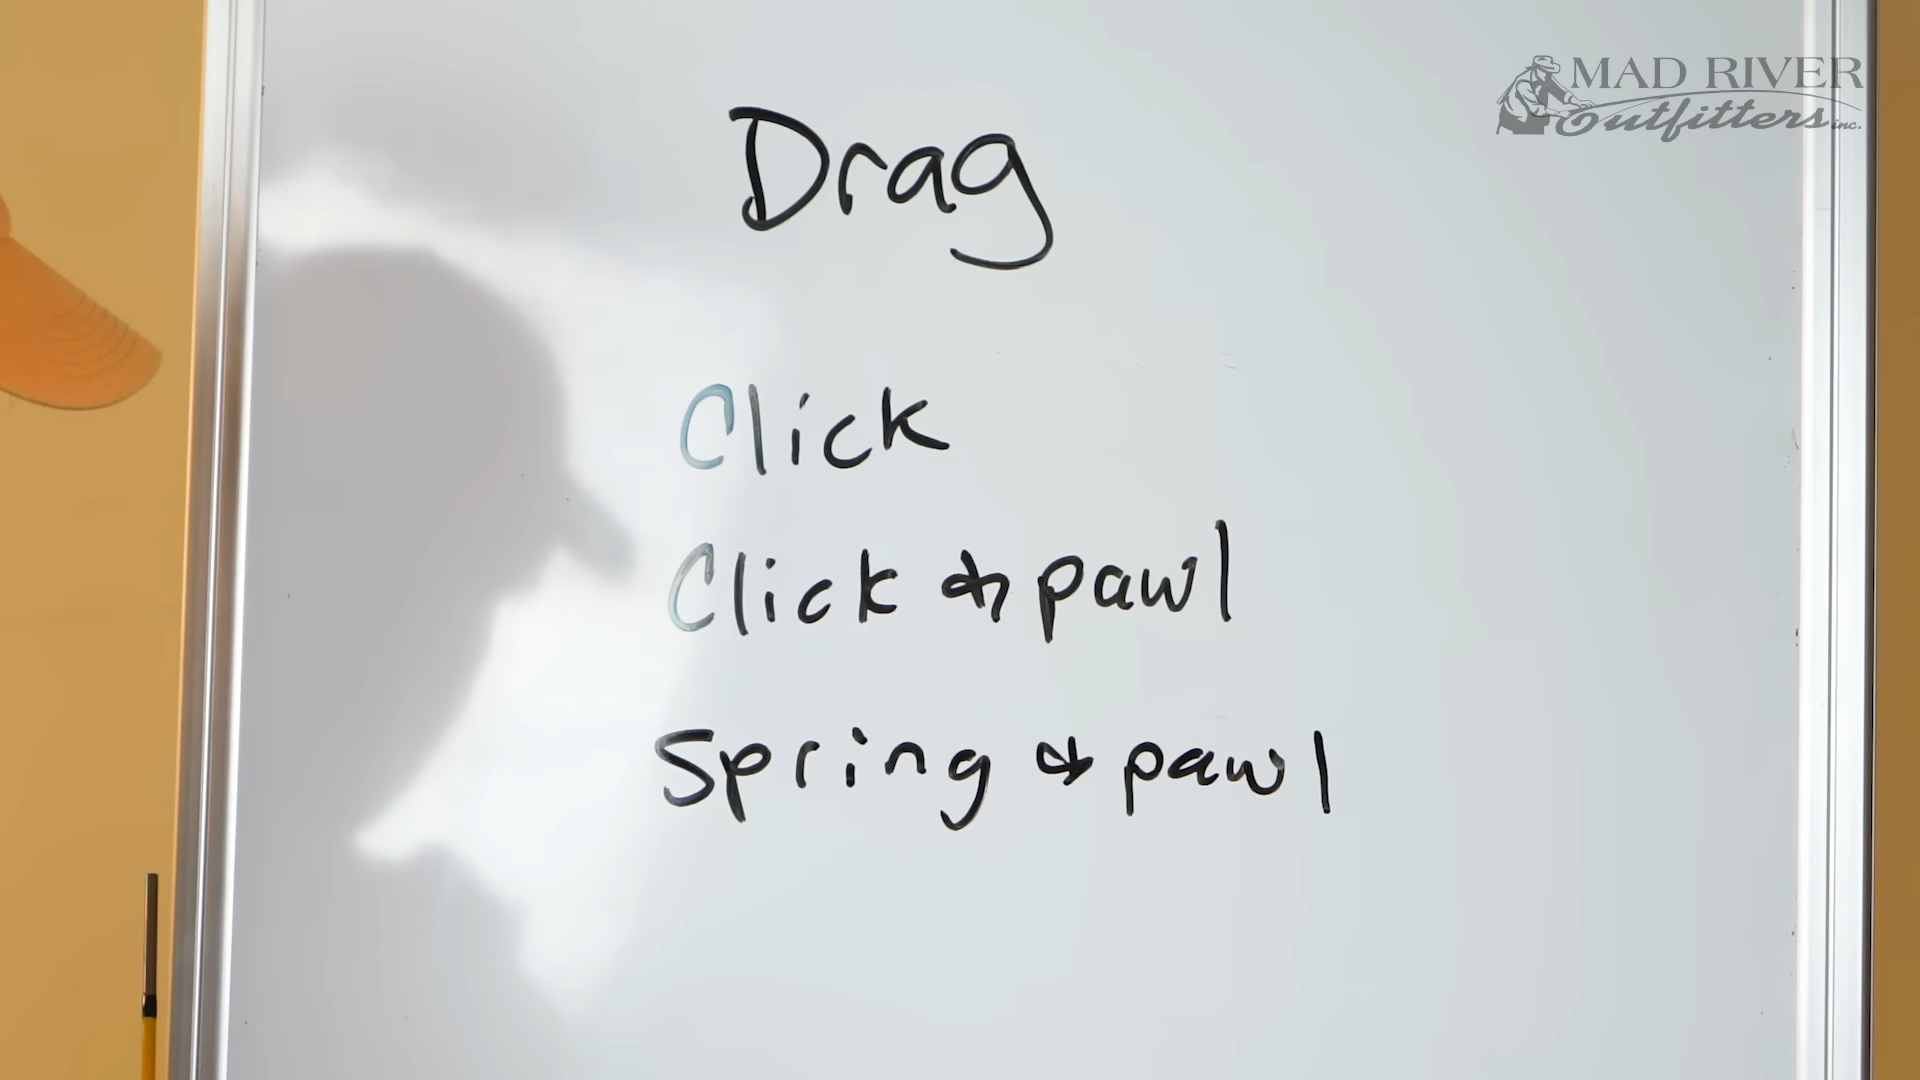 MAD RIVER
Outfitters inc.
Drag
Click
Click & pawl
Spring & pawl